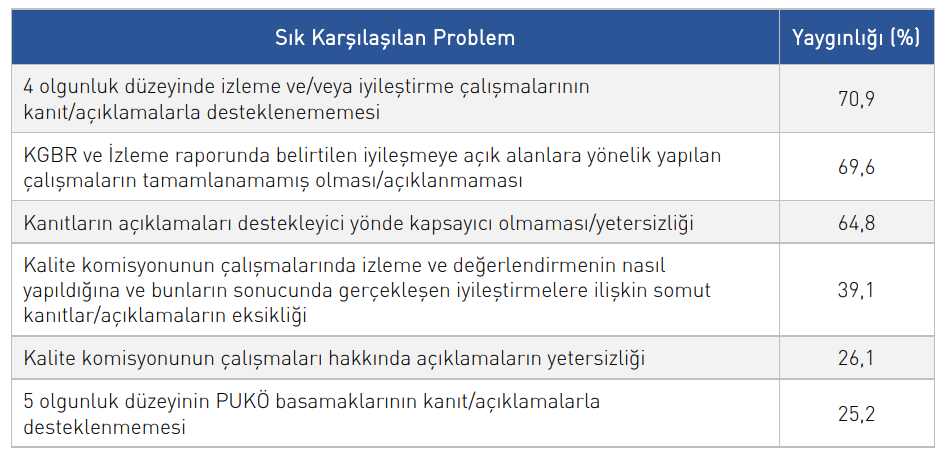 Sık Karşılaşılan Problem
Yaygınlığı (%)
4 olgunluk düzeyinde izleme ve/veya iyileştirme çalışmalarının
kanıt/açıklamalarla desteklenememesi
70,9
KGBR ve İzleme raporunda belirtilen iyileşmeye açık alanlara yönelik yapılan
çalışmaların tamamlanamamış olması/açıklanmaması
69,6
Kanıtların açıklamaları destekleyici yönde kapsayıcı olmaması/yetersizliği
64,8
Kalite komisyonunun çalışmalarında izleme ve değerlendirmenin nasıl
yapıldığına ve bunların sonucunda gerçekleşen iyileştirmelere ilişkin somut
kanıtlar/açıklamaların eksikliği
39,1
Kalite komisyonunun çalışmaları hakkında açıklamaların yetersizliği
26,1
5 olgunluk düzeyinin PUKÖ basamaklarının kanıt/açıklamalarla
desteklenmemesi
25,2